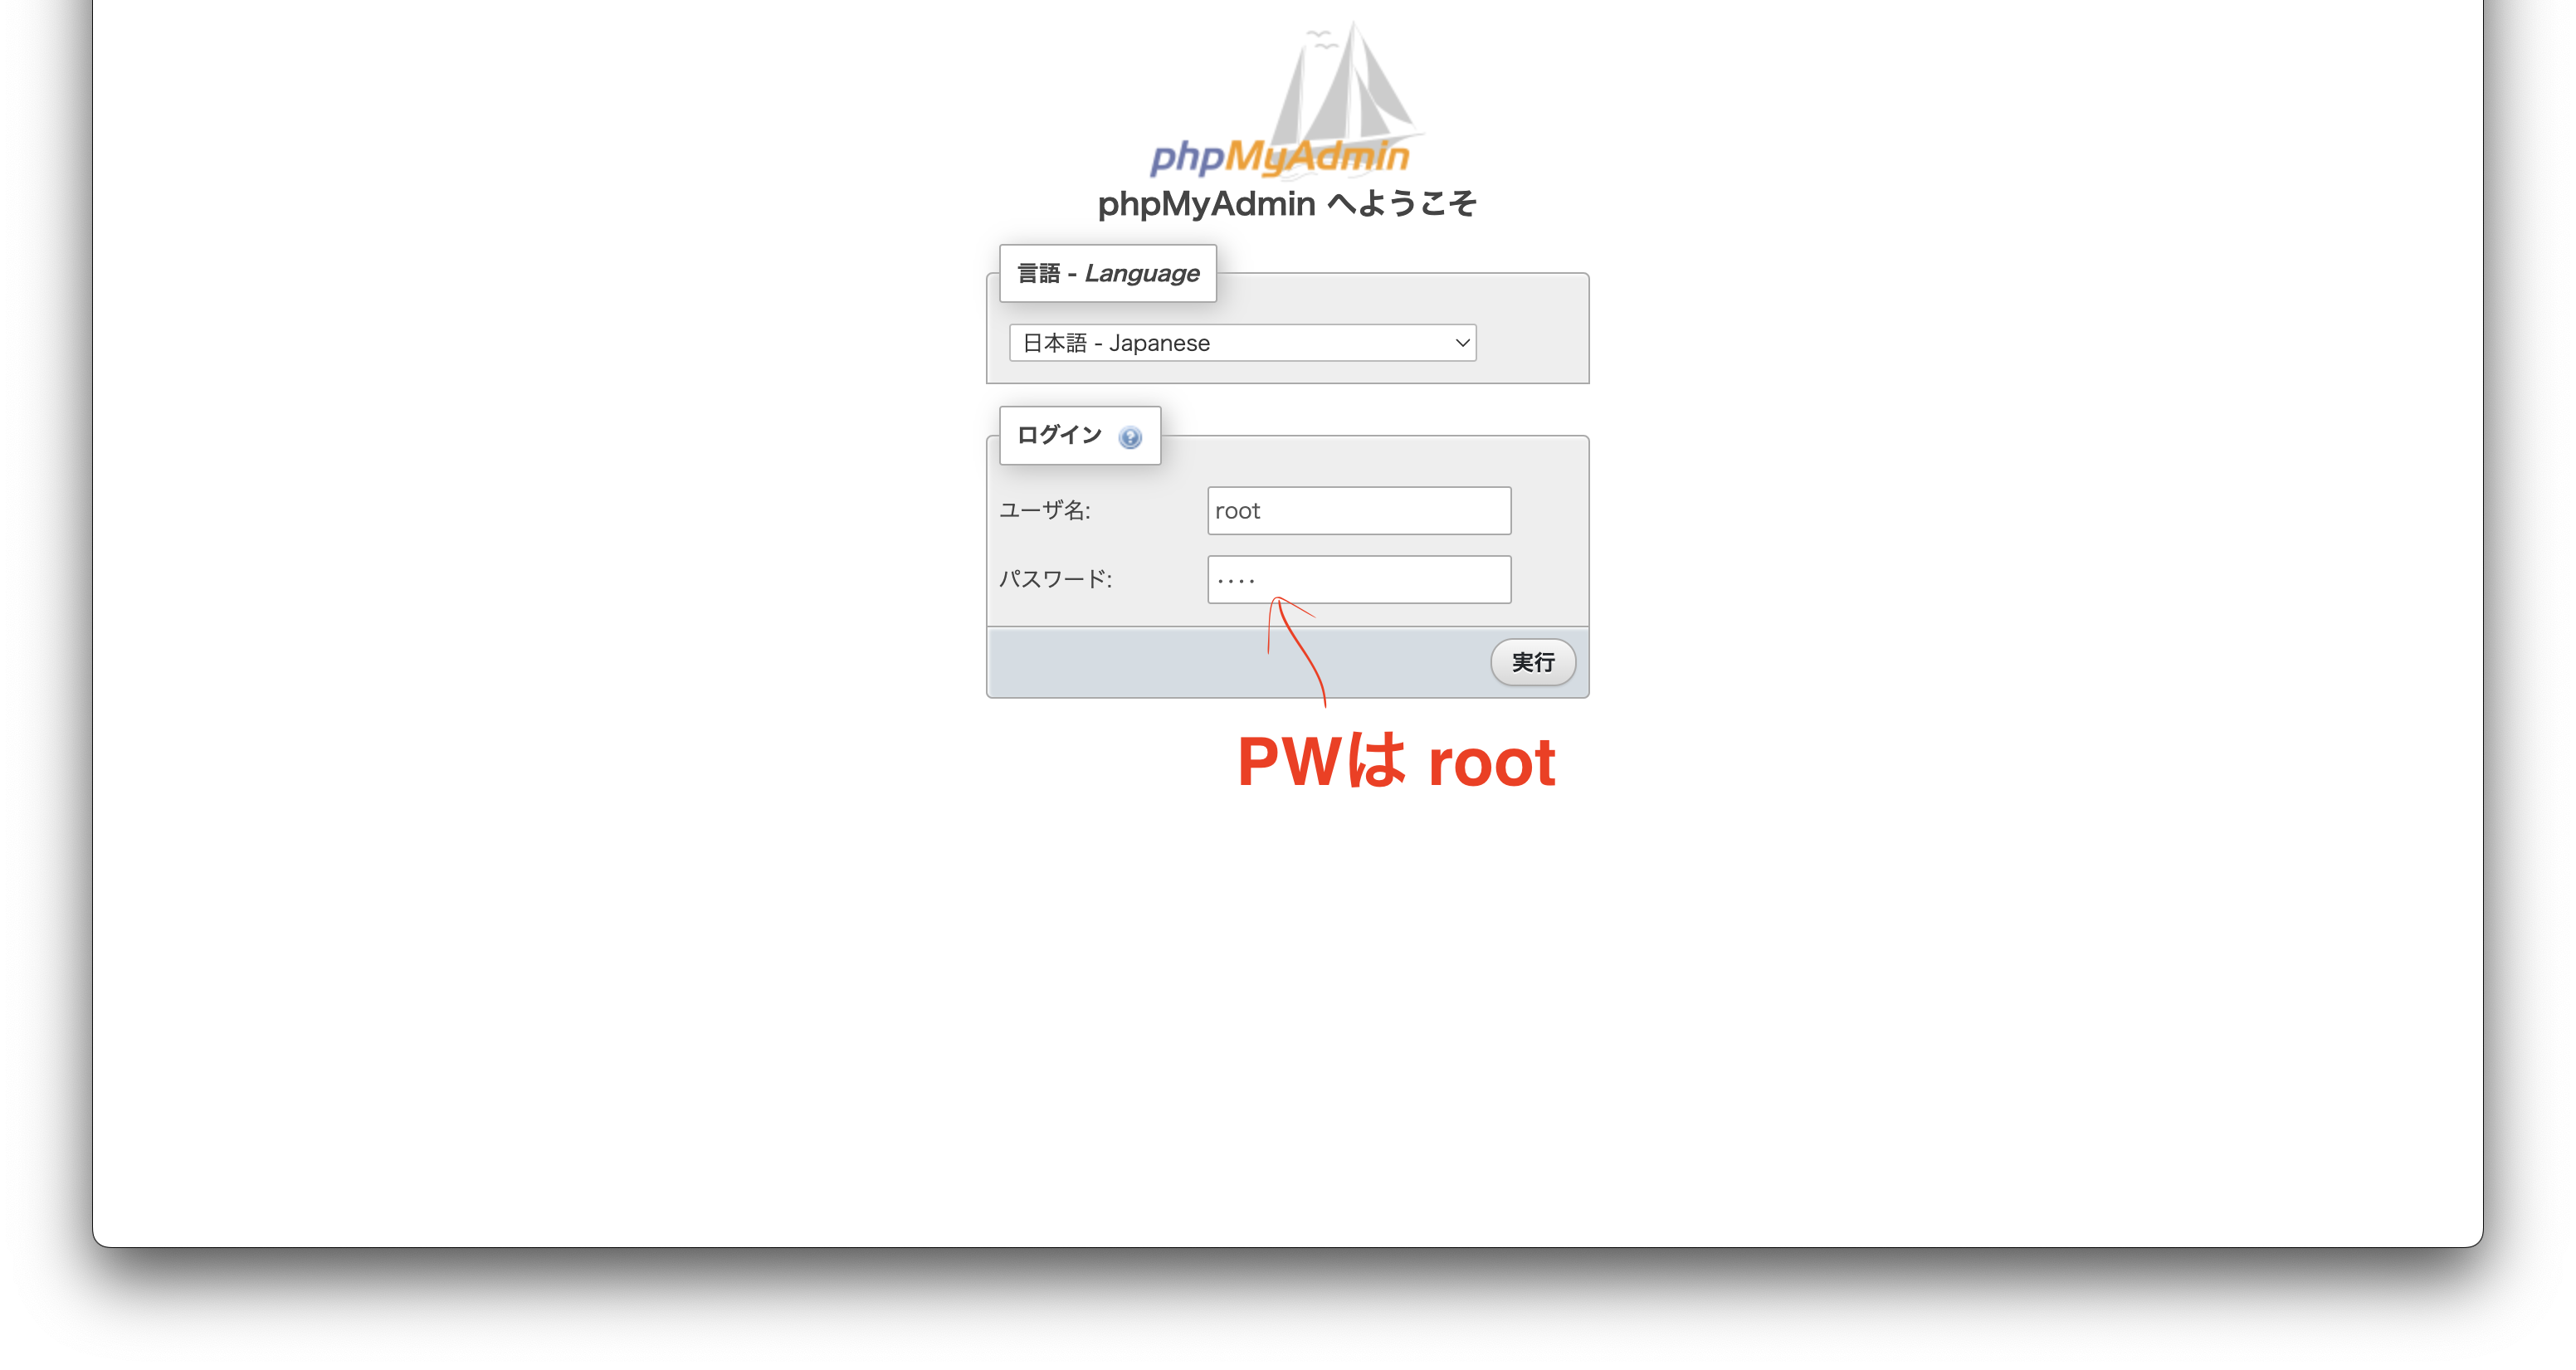 phpMyAdmin
phpMyAdmin へようこそ
言語 - Language
日本語 - Japanese
ログイン ?
ユーザ名: root
パスワード: ····
実行
PWは root